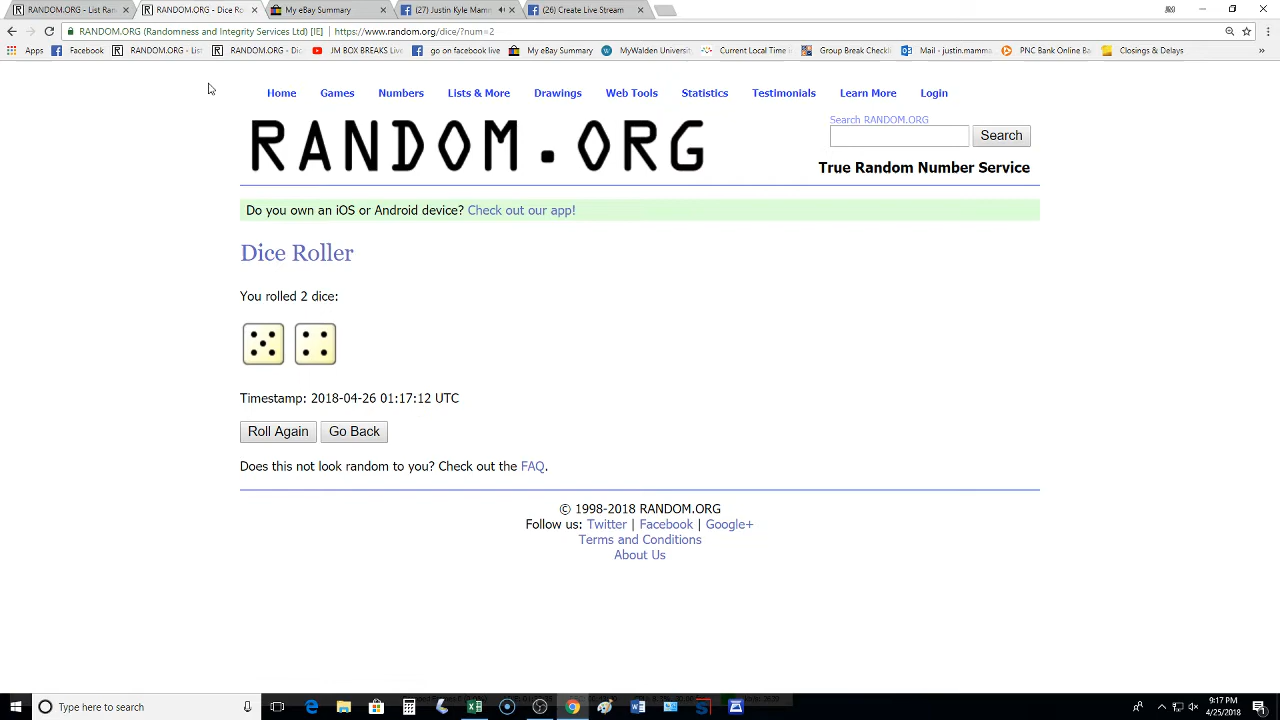 RANDOM.ORG - List Ran
RANDOM.ORG - Dice Ro
My eBay Summary
(27) Justin Kyle Mamm
(26) Create Live Stream
RANDOM.ORG (Randomness and Integrity Services Ltd) [IE] | https://www.random.org/dice/?num=2
Apps Facebook RANDOM.ORG - List RANDOM.ORG - Dic JM BOX BREAKS Live go on facebook live My eBay Summary MyWalden Universit Current Local Time Group Break Checkli Mail - justin.mamm PNC Bank Online Ba Closings & Delays
Home Games Numbers Lists & More Drawings Web Tools Statistics Testimonials Learn More Login
RANDOM.ORG
Search RANDOM.ORG
Search
True Random Number Service
Do you own an iOS or Android device? Check out our app!
Dice Roller
You rolled 2 dice:
Timestamp: 2018-04-26 01:17:12 UTC
Roll Again Go Back
Does this not look random to you? Check out the FAQ.
© 1998-2018 RANDOM.ORG
Follow us: Twitter | Facebook | Google+
Terms and Conditions
About Us
Type here to search
9:17 PM
4/25/2018